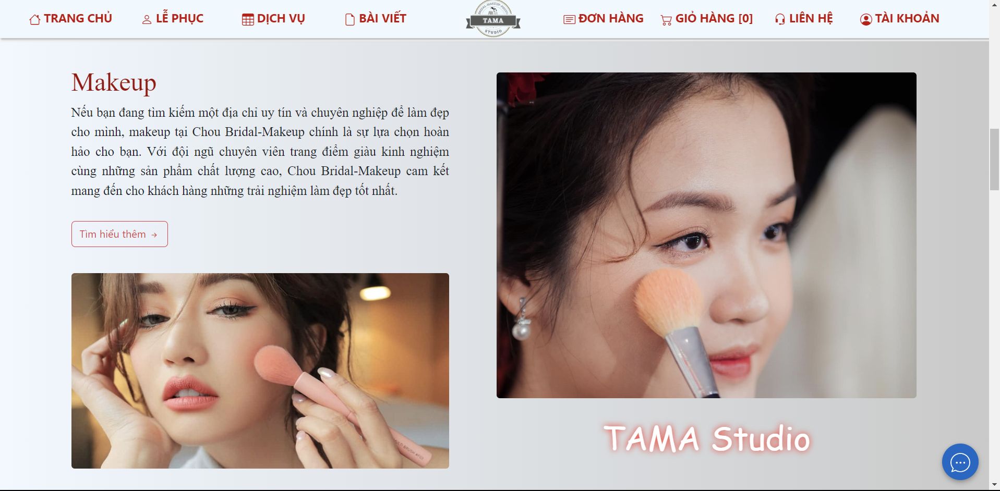 TRANG CHỦ
LỄ PHỤC
DỊCH VỤ
BÀI VIẾT
BRIDAL-MAKEUP-PHOTO
TAMA
STUDIO
ĐƠN HÀNG
GIỎ HÀNG [0]
LIÊN HỆ
TÀI KHOẢN
Makeup
Nếu bạn đang tìm kiếm một địa chỉ uy tín và chuyên nghiệp để làm đẹp
cho mình, makeup tại Chou Bridal-Makeup chính là sự lựa chọn hoàn
hảo cho bạn. Với đội ngũ chuyên viên trang điểm giàu kinh nghiệm
cùng những sản phẩm chất lượng cao, Chou Bridal-Makeup cam kết
mang đến cho khách hàng những trải nghiệm làm đẹp tốt nhất.
Tìm hiểu thêm →
TAMA Studio